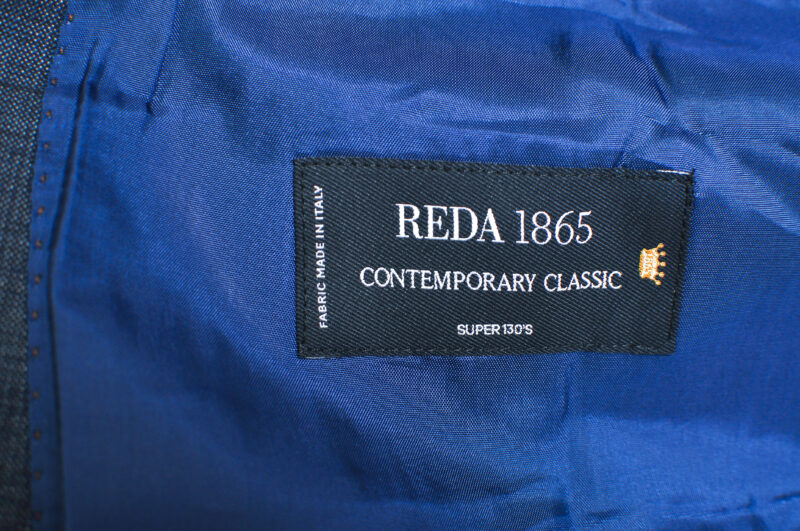 FABRIC MADE IN ITALY
REDA 1865
CONTEMPORARY CLASSIC
SUPER 130'S